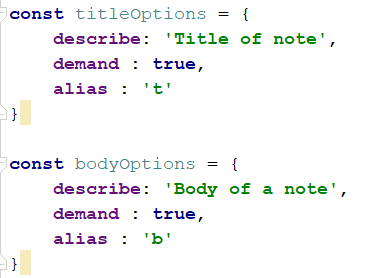 const titleOptions = {
    describe: 'Title of note',
    demand : true,
    alias : 't'
}
const bodyOptions = {
    describe: 'Body of a note',
    demand : true,
    alias : 'b'
}